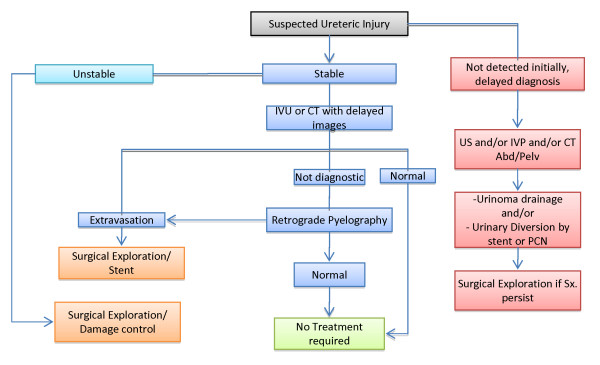 Suspected Ureteric Injury
Unstable
Stable
Not detected initially,
delayed diagnosis
IVU or CT with delayed
images
US and/or IVP and/or CT
Abd/Pelv
Not diagnostic
Normal
Extravasation
Retrograde Pyelography
-Urinoma drainage
and/or
- Urinary Diversion by
stent or PCN
Surgical Exploration/
Stent
Normal
Surgical Exploration if Sx.
persist
Surgical Exploration/
Damage control
No Treatment
required